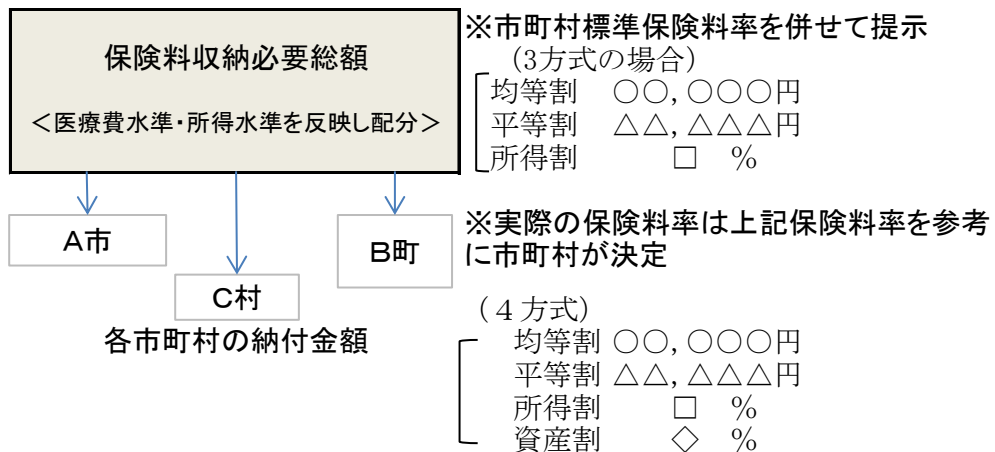 保険料収納必要総額
＜医療費水準・所得水準を反映し配分＞
A市
C村
B町
各市町村の納付金額
※市町村標準保険料率を併せて提示
(3方式の場合)
均等割 ○○,○○○円
平等割 △△,△△△円
所得割 □ %
※実際の保険料率は上記保険料率を参考
に市町村が決定
(４方式)
均等割 ○○,○○○円
平等割 △△,△△△円
所得割 □ %
資産割 ◇ %